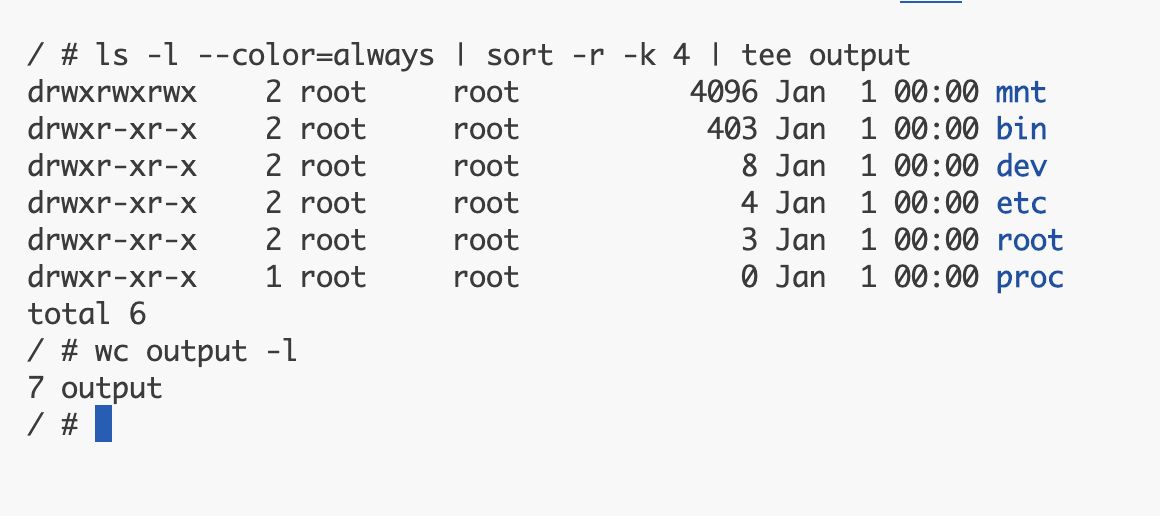 / # ls -l --color=always | sort -r -k 4 | tee output
drwxrwxrwx    2 root     root          4096 Jan  1 00:00 mnt
drwxr-xr-x    2 root     root           403 Jan  1 00:00 bin
drwxr-xr-x    2 root     root             8 Jan  1 00:00 dev
drwxr-xr-x    2 root     root             4 Jan  1 00:00 etc
drwxr-xr-x    2 root     root             3 Jan  1 00:00 root
drwxr-xr-x    1 root     root             0 Jan  1 00:00 proc
total 6
/ # wc output -l
7 output
/ #